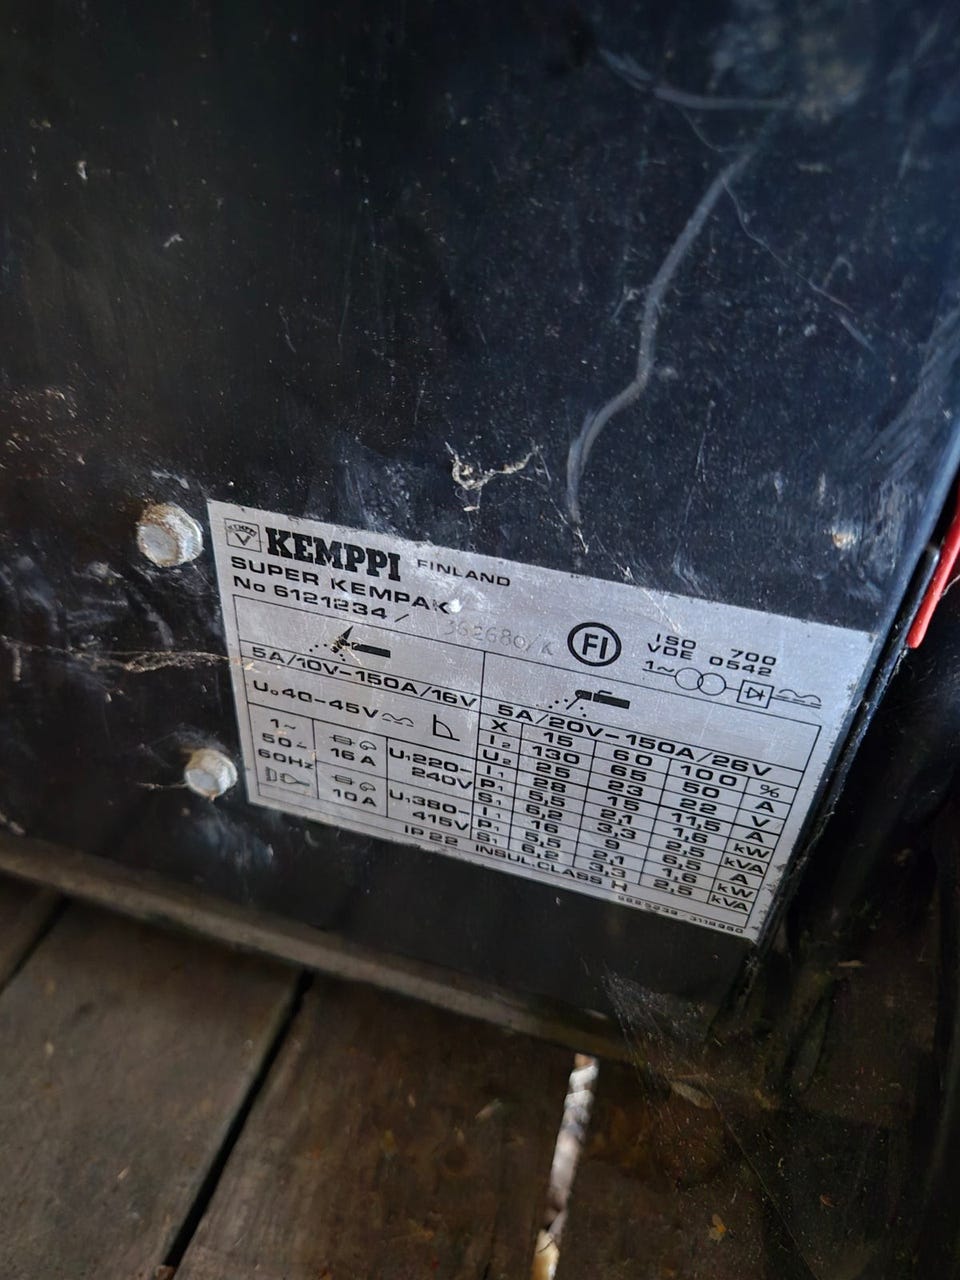 KEMPPI FINLAND
SUPER KEMPAK
No 6121234 / 362680/K
FI
ISO 700
VDE 0542
1~
5A/10V-150A/16V
5A/20V-150A/26V
U₀ 40-45V
X 15 60 100 %
I₂ 130 65 50 A
U₂ 25 23 22 V
1~ 50- 60Hz
16 A U₁ 220-240V
I₁ 28 15 11,5 A
P₁ 5,5 2,1 1,6 kW
S₁ 6,2 3,3 2,5 kVA
10 A U₁ 380-415V
I₁ 16 9 6,5 A
P₁ 5,5 2,1 1,6 kW
S₁ 6,2 3,3 2,5 kVA
IP 22 INSUL.CLASS H